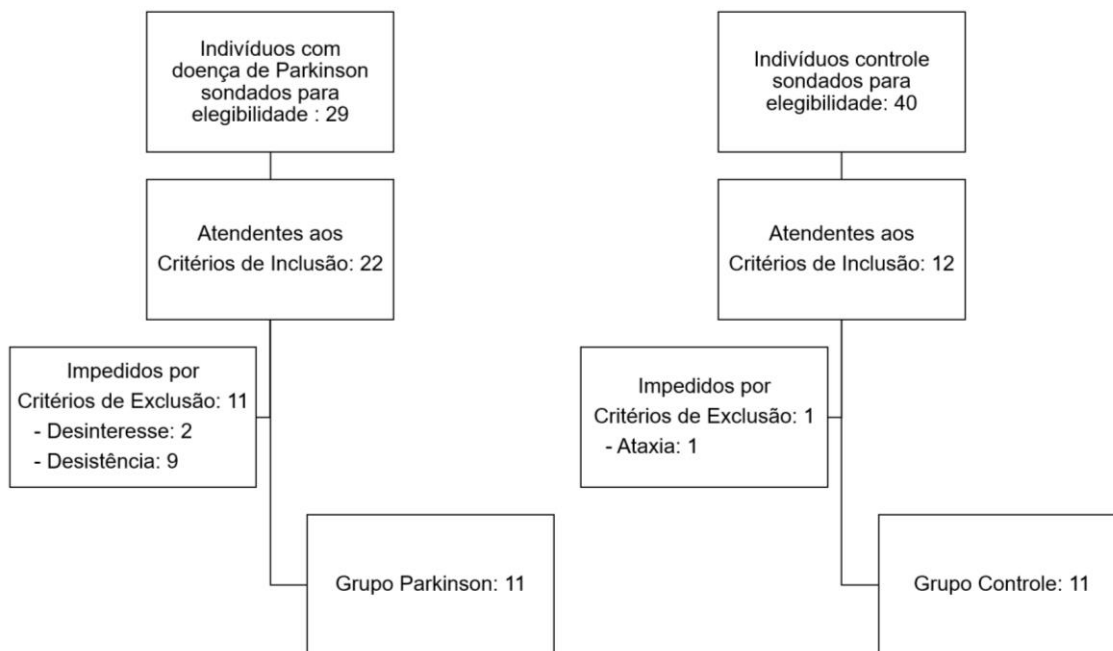 Indivíduos com
doença de Parkinson
sondados para
elegibilidade : 29
Atendentes aos
Critérios de Inclusão: 22
Impedidos por
Critérios de Exclusão: 11
- Desinteresse: 2
- Desistência: 9
Grupo Parkinson: 11
Indivíduos controle
sondados para
elegibilidade: 40
Atendentes aos
Critérios de Inclusão: 12
Impedidos por
Critérios de Exclusão: 1
- Ataxia: 1
Grupo Controle: 11